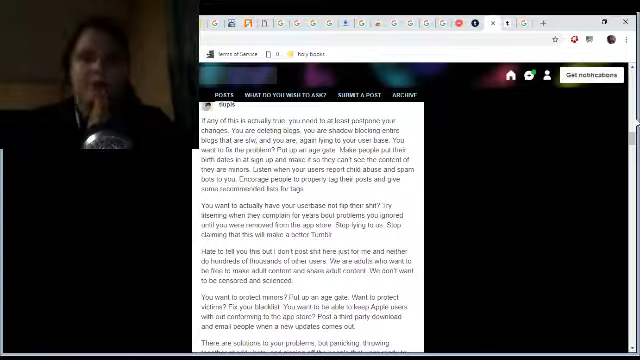 Terms of Service
0
holy books
Get notifications
POSTS WHAT DO YOU WISH TO ASK? SUBMIT A POST ARCHIVE
slupis
If any of this is actually true, you need to at least postpone your
changes. You are deleting blogs, you are shadow blocking entire
blogs that are sfw, and you are, again lying to your user base. You
want to fix the problem? Put up an age gate. Make people put their
birth dates in at sign up and make it so they can't see the content of
they are minors. Listen when your users report child abuse and spam
bots to you. Encorage people to properly tag their posts and give
some recommended lists for tags.
You want to actually have your userbase not flip their shit? Try
litsening when they complain for years bout problems you ignored
until you were removed from the app store. Stop lying to us. Stop
claiming that this will make a better Tumblr
Hate to tell you this but I don't post shit here just for me and neither
do hundreds of thousands of other users. We are adults who want to
be free to make adult content and share adult content. We don't want
to be censored and scilenced.
You want to protect minors? Put up an age gate. Want to protect
victims? Fix your blacklist. You want to be able to keep Apple users
with out conforming to the app store? Post a third party download
and email people when a new updates comes out.
There are solutions to your problems, but panicking, throwing